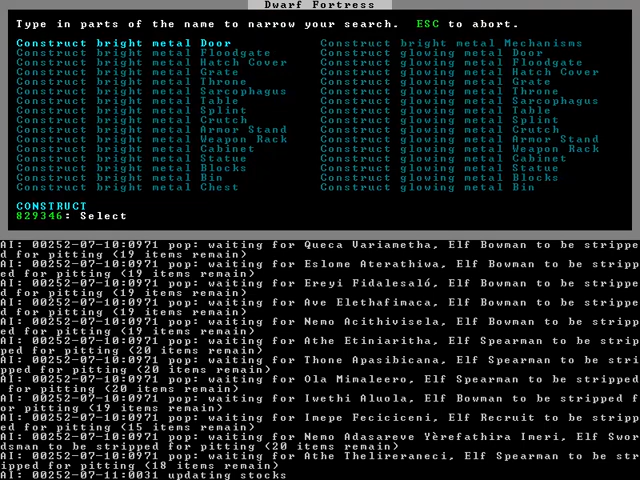 Dwarf Fortress
Type in parts of the name to narrow your search.  ESC to abort.
Construct bright metal Door Construct bright metal Mechanisms
Construct bright metal Floodgate Construct glowing metal Door
Construct bright metal Hatch Cover Construct glowing metal Floodgate
Construct bright metal Grate Construct glowing metal Hatch Cover
Construct bright metal Throne Construct glowing metal Grate
Construct bright metal Sarcophagus Construct glowing metal Throne
Construct bright metal Table Construct glowing metal Sarcophagus
Construct bright metal Splint Construct glowing metal Table
Construct bright metal Crutch Construct glowing metal Splint
Construct bright metal Armor Stand Construct glowing metal Crutch
Construct bright metal Weapon Rack Construct glowing metal Armor Stand
Construct bright metal Cabinet Construct glowing metal Weapon Rack
Construct bright metal Statue Construct glowing metal Cabinet
Construct bright metal Blocks Construct glowing metal Statue
Construct bright metal Bin Construct glowing metal Blocks
Construct bright metal Chest Construct glowing metal Bin
CONSTRUCT
829346: Select
AI: 00252-07-10:0971 pop: waiting for Queca Variametha, Elf Bowman to be strippe
d for pitting (19 items remain)
AI: 00252-07-10:0971 pop: waiting for Eslome Aterathiwa, Elf Bowman to be stripp
ed for pitting (19 items remain)
AI: 00252-07-10:0971 pop: waiting for Ereyi Fidalesaló, Elf Bowman to be strippe
d for pitting (19 items remain)
AI: 00252-07-10:0971 pop: waiting for Ave Elethafimaca, Elf Bowman to be strippe
d for pitting (19 items remain)
AI: 00252-07-10:0971 pop: waiting for Nemo Acithivisela, Elf Bowman to be stripp
ed for pitting (19 items remain)
AI: 00252-07-10:0971 pop: waiting for Athe Etiniaritha, Elf Spearman to be strip
ped for pitting (20 items remain)
AI: 00252-07-10:0971 pop: waiting for Thone Apasibicana, Elf Spearman to be stri
pped for pitting (20 items remain)
AI: 00252-07-10:0971 pop: waiting for Ola Mimaleero, Elf Spearman to be stripped
 for pitting (20 items remain)
AI: 00252-07-10:0971 pop: waiting for Iwethi Aluola, Elf Bowman to be stripped f
or pitting (19 items remain)
AI: 00252-07-10:0971 pop: waiting for Imepe Feciciceni, Elf Recruit to be stripp
ed for pitting (15 items remain)
AI: 00252-07-10:0971 pop: waiting for Nemo Adasareve Yèrefathira Imeri, Elf Swor
dsman to be stripped for pitting (20 items remain)
AI: 00252-07-10:0971 pop: waiting for Athe Thelireraneci, Elf Spearman to be str
ipped for pitting (18 items remain)
AI: 00252-07-11:0031 updating stocks